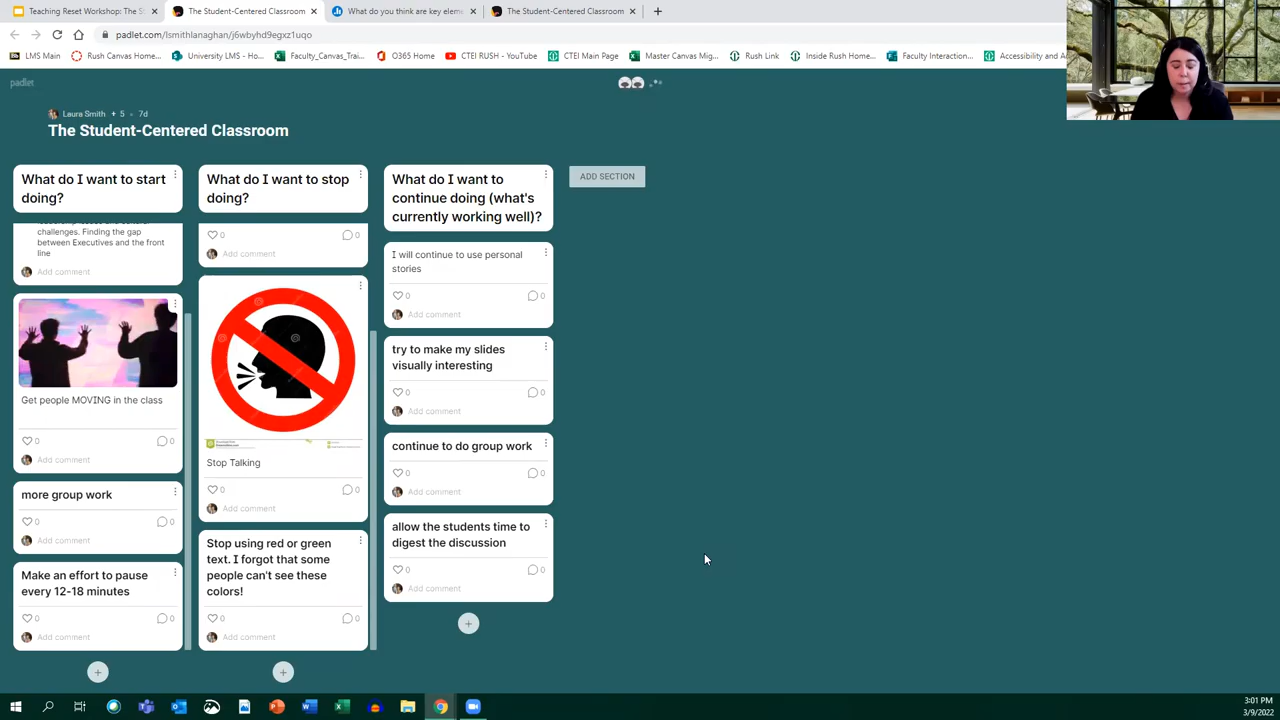 Teaching Reset Workshop: The S
The Student-Centered Classroom
What do you think are key elem
The Student-Centered Classroom
padlet.com/lsmithlanaghan/j6wbyhd9egxz1uqo
LMS Master List
Rush Canvas Home...
University LMS - Ho...
Faculty_Canvas_Trai...
O365 Home
CTEI RUSH - YouTube
CTEI Main Page
Master Canvas Mig...
Rush Link
Inside Rush Home
Faculty Interaction...
Accessibility and A
padlet
Laura Smith + 5 • 7d
The Student-Centered Classroom
What do I want to start
doing?
challenges. Finding the gap
between Executives and the front
line
Add comment
Get people MOVING in the class
0
0
Add comment
more group work
0
0
Add comment
Make an effort to pause
every 12-18 minutes
0
0
Add comment
What do I want to stop
doing?
0
0
Add comment
Stop Talking
0
0
Add comment
Stop using red or green
text. I forgot that some
people can't see these
colors!
0
0
Add comment
What do I want to
continue doing (what's
currently working well)?
I will continue to use personal
stories
0
0
Add comment
try to make my slides
visually interesting
0
0
Add comment
continue to do group work
0
0
Add comment
allow the students time to
digest the discussion
0
0
Add comment
ADD SECTION
3:01 PM
3/9/2022